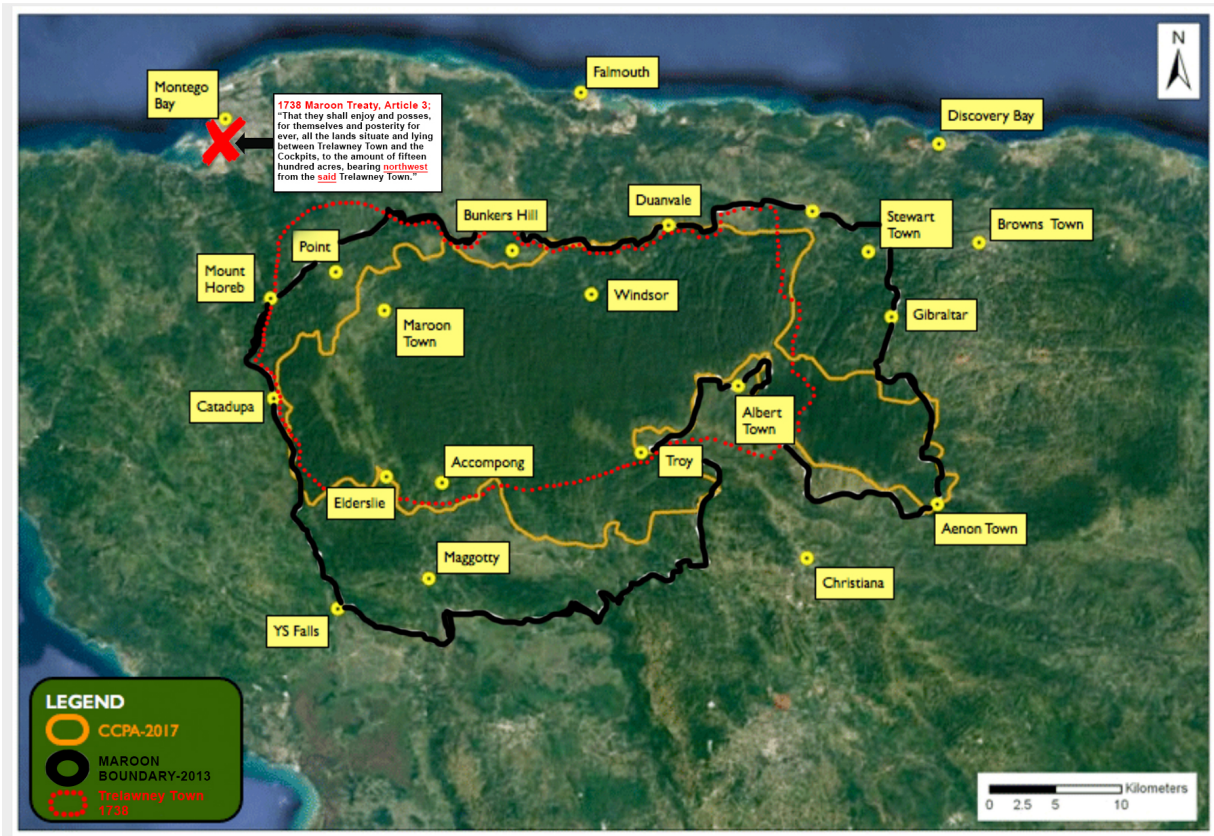 N
Montego
Bay
Falmouth
1738 Maroon Treaty, Article 3;
"That they shall enjoy and posses,
for themselves and posterity for
ever, all the lands situate and lying
between Trelawney Town and the
Cockpits, to the amount of fifteen
hundred acres, bearing northwest
from the said Trelawney Town."
Discovery Bay
Bunkers Hill
Duanvale
Stewart
Town
Browns Town
Point
Mount
Horeb
Windsor
Maroon
Town
Gibraltar
Catadupa
Albert
Town
Accompong
Troy
Elderslie
Aenon Town
Maggotty
Christiana
YS Falls
LEGEND
CCPA-2017
MAROON
BOUNDARY-2013
Trelawney Town
1738
Kilometers
0 2.5 5 10